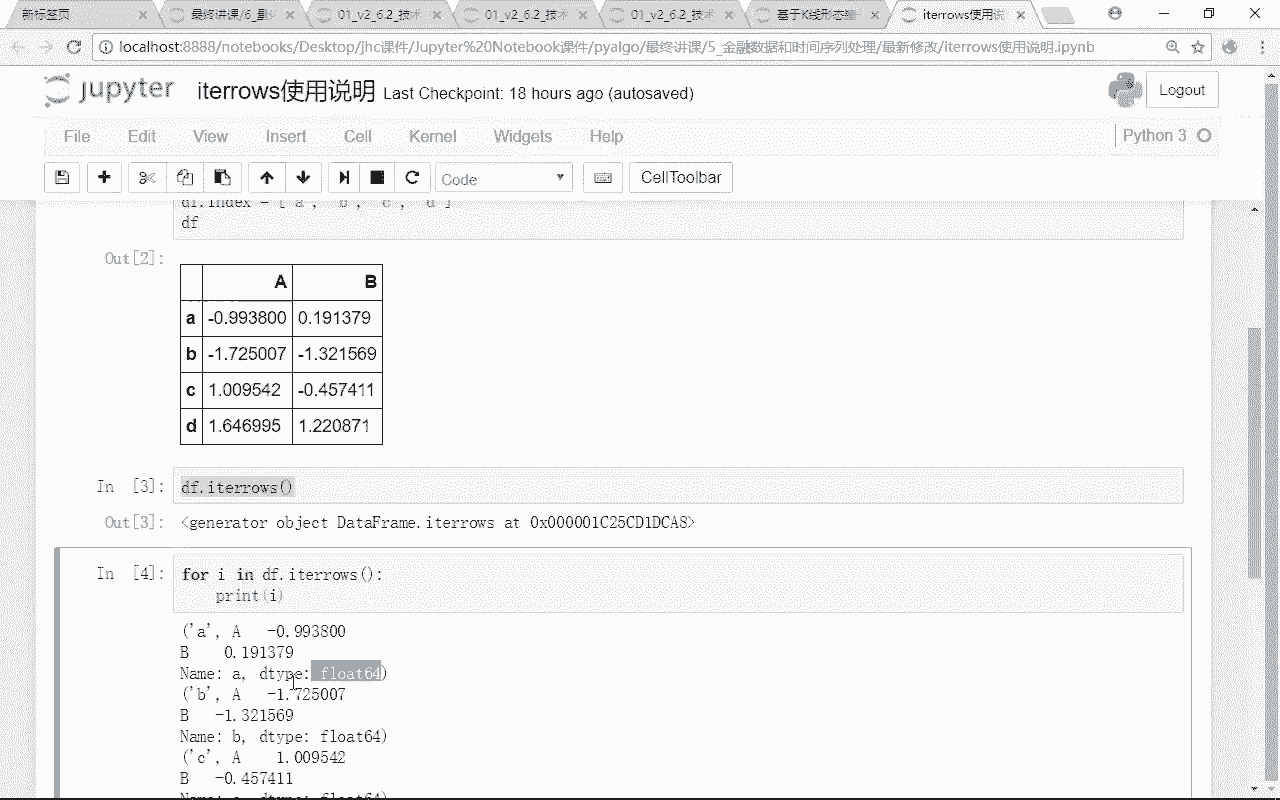 新标签页
最终讲课/6_量
01_v2_6.2_技术
01_v2_6.2_技术
01_v2_6.2_技术
基于K线形态
iterrows使用说
localhost:8888/notebooks/Desktop/jhc课件/Jupyter%20Notebook课件/pyalgo/最终讲课/5_金融数据和时间序列处理/最新修改/iterrows使用说明.ipynb
jupyter iterrows使用说明 Last Checkpoint: 18 hours ago (autosaved)
Logout
File Edit View Insert Cell Kernel Widgets Help
Python 3
Code
CellToolbar
df.index = ['a', 'b', 'c', 'd']
df
Out[2]:
A B
a -0.993800 0.191379
b -1.725007 -1.321569
c 1.009542 -0.457411
d 1.646995 1.220871
In [3]: df.iterrows()
Out[3]: <generator object DataFrame.iterrows at 0x000001C25CD1DCA8>
In [4]: for i in df.iterrows():
print(i)
('a', A -0.993800
B 0.191379
Name: a, dtype: float64)
('b', A -1.725007
B -1.321569
Name: b, dtype: float64)
('c', A 1.009542
B -0.457411
Name: c, dtype: float64)